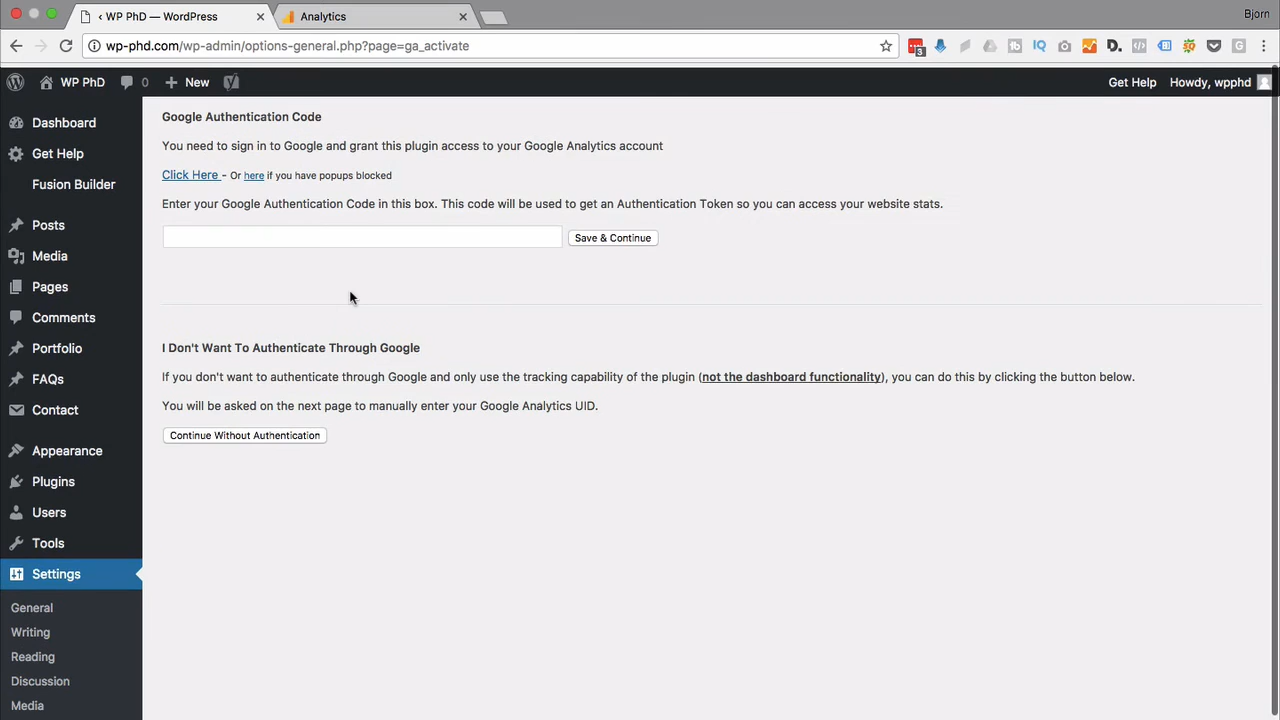 ‹ WP PhD — WordPress
Analytics
Bjorn
wp-phd.com/wp-admin/options-general.php?page=ga_activate
WP PhD
0
New
Get Help
Howdy, wpphd
Dashboard
Get Help
Fusion Builder
Posts
Media
Pages
Comments
Portfolio
FAQs
Contact
Appearance
Plugins
Users
Tools
Settings
General
Writing
Reading
Discussion
Media
Google Authentication Code
You need to sign in to Google and grant this plugin access to your Google Analytics account
Click Here - Or here if you have popups blocked
Enter your Google Authentication Code in this box. This code will be used to get an Authentication Token so you can access your website stats.
Save & Continue
I Don't Want To Authenticate Through Google
If you don't want to authenticate through Google and only use the tracking capability of the plugin (not the dashboard functionality), you can do this by clicking the button below.
You will be asked on the next page to manually enter your Google Analytics UID.
Continue Without Authentication